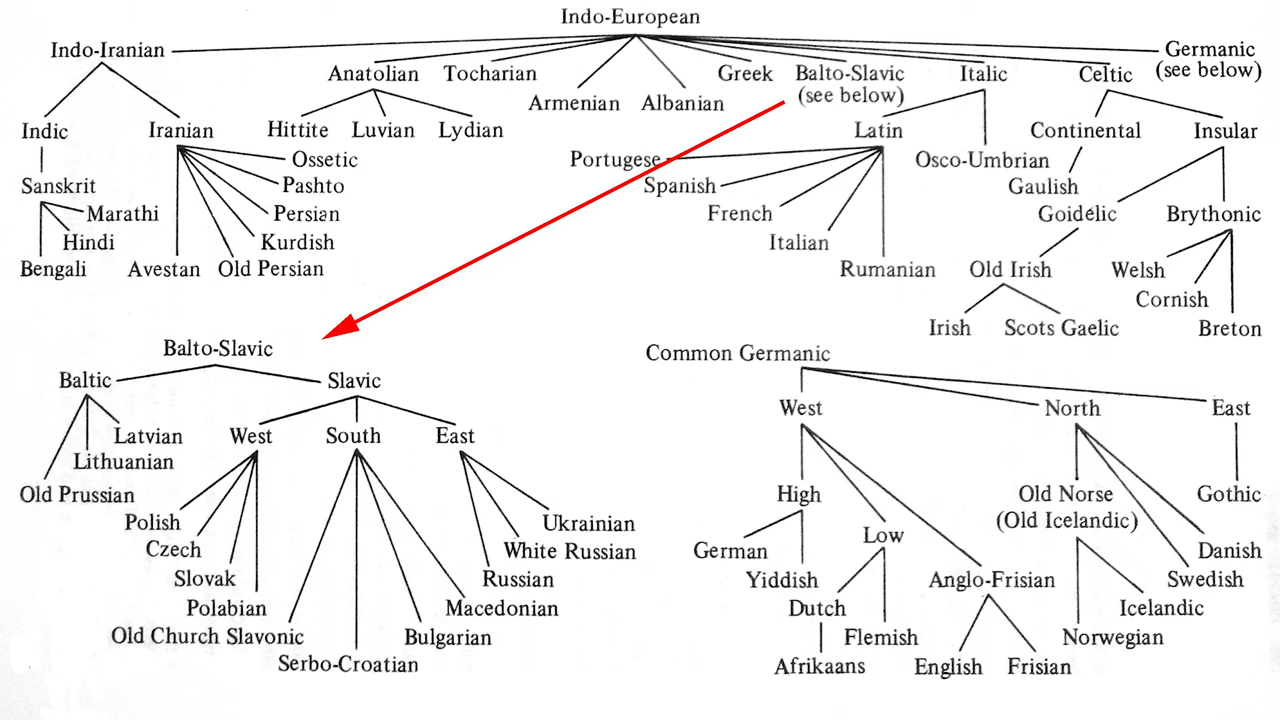 Indo-European
Indo-Iranian
Germanic
(see below)
Anatolian
Tocharian
Greek
Balto-Slavic
(see below)
Italic
Celtic
Armenian
Albanian
Indic
Iranian
Hittite
Luvian
Lydian
Latin
Continental
Insular
Ossetic
Portugese
Osco-Umbrian
Sanskrit
Pashto
Spanish
Gaulish
Marathi
Persian
French
Goidelic
Brythonic
Hindi
Kurdish
Italian
Bengali
Avestan
Old Persian
Rumanian
Old Irish
Welsh
Cornish
Irish
Scots Gaelic
Breton
Balto-Slavic
Baltic
Slavic
Latvian
West
South
East
Lithuanian
Old Prussian
Polish
Ukrainian
Czech
White Russian
Slovak
Russian
Polabian
Macedonian
Old Church Slavonic
Bulgarian
Serbo-Croatian
Common Germanic
West
North
East
High
Old Norse
(Old Icelandic)
Gothic
Low
German
Danish
Yiddish
Anglo-Frisian
Swedish
Dutch
Icelandic
Flemish
Norwegian
Afrikaans
English
Frisian